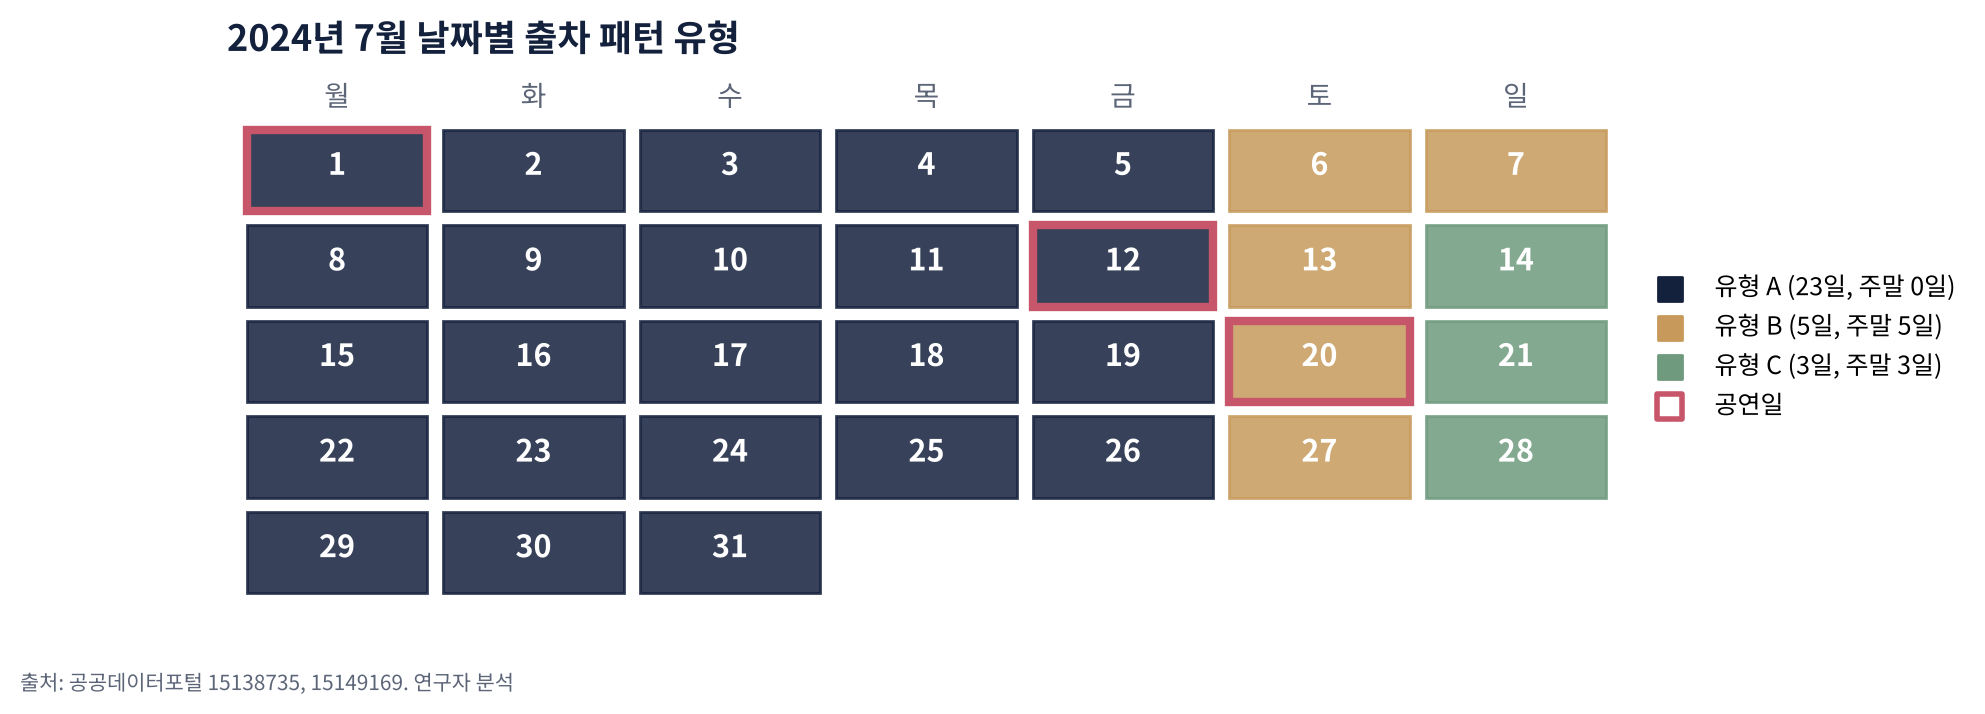 2024년 7월 날짜별 출차 패턴 유형
월 화 수 목 금 토 일
1 2 3 4 5 6 7
8 9 10 11 12 13 14
15 16 17 18 19 20 21
22 23 24 25 26 27 28
29 30 31
유형 A (23일, 주말 0일)
유형 B (5일, 주말 5일)
유형 C (3일, 주말 3일)
공연일
출처: 공공데이터포털 15138735, 15149169. 연구자 분석